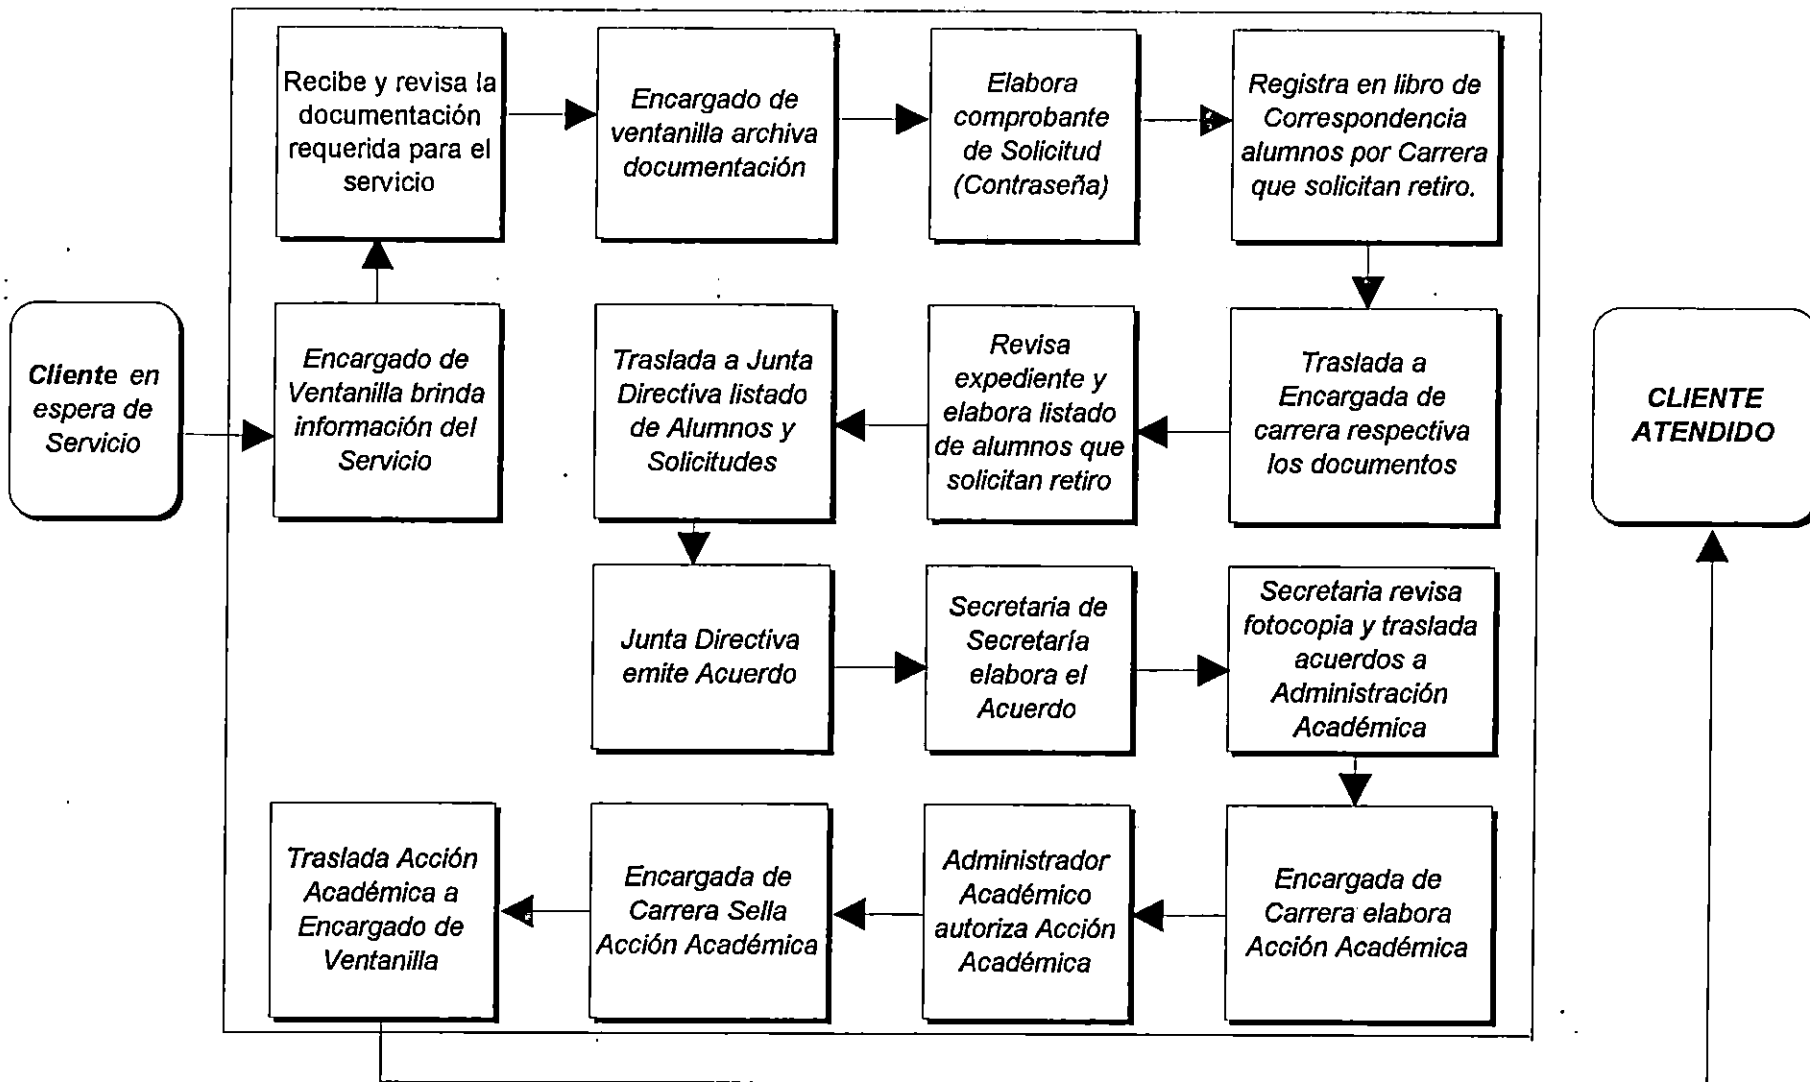 Cliente en
espera de
Servicio
Encargado de
Ventanilla brinda
información del
Servicio
Recibe y revisa la
documentación
requerida para el
servicio
Encargado de
ventanilla archiva
documentación
Elabora
comprobante
de Solicitud
(Contraseña)
Registra en libro de
Correspondencia
alumnos por Carrera
que solicitan retiro.
Traslada a
Encargada de
carrera respectiva
los documentos
Revisa
expediente y
elabora listado
de alumnos que
solicitan retiro
Traslada a Junta
Directiva listado
de Alumnos y
Solicitudes
Junta Directiva
emite Acuerdo
Secretaria de
Secretaría
elabora el
Acuerdo
Secretaria revisa
fotocopia y traslada
acuerdos a
Administración
Académica
Encargada de
Carrera elabora
Acción Académica
Administrador
Académico
autoriza Acción
Académica
Encargada de
Carrera Sella
Acción Académica
Traslada Acción
Académica a
Encargado de
Ventanilla
CLIENTE
ATENDIDO